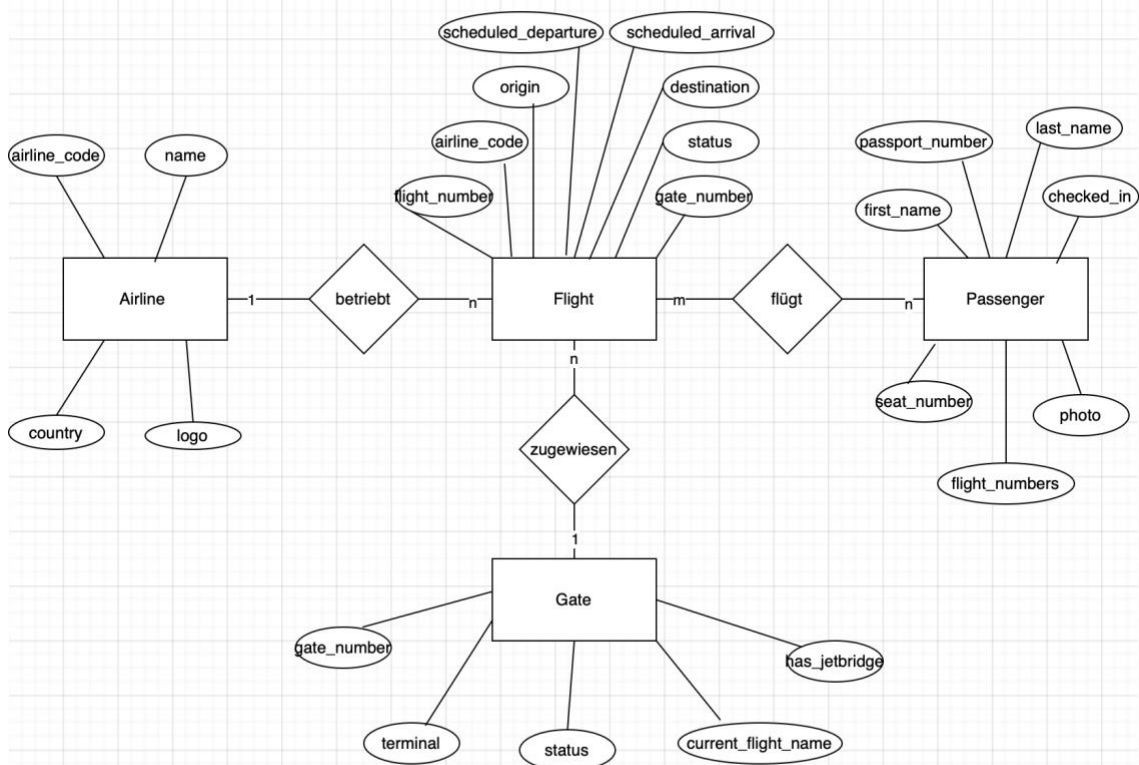 scheduled_departure
scheduled_arrival
origin
destination
airline_code
name
airline_code
status
passport_number
last_name
flight_number
gate_number
first_name
checked_in
Airline
1
betriebt
n
Flight
m
flügt
n
Passenger
n
country
logo
zugewiesen
seat_number
photo
flight_numbers
1
Gate
gate_number
has_jetbridge
terminal
status
current_flight_name